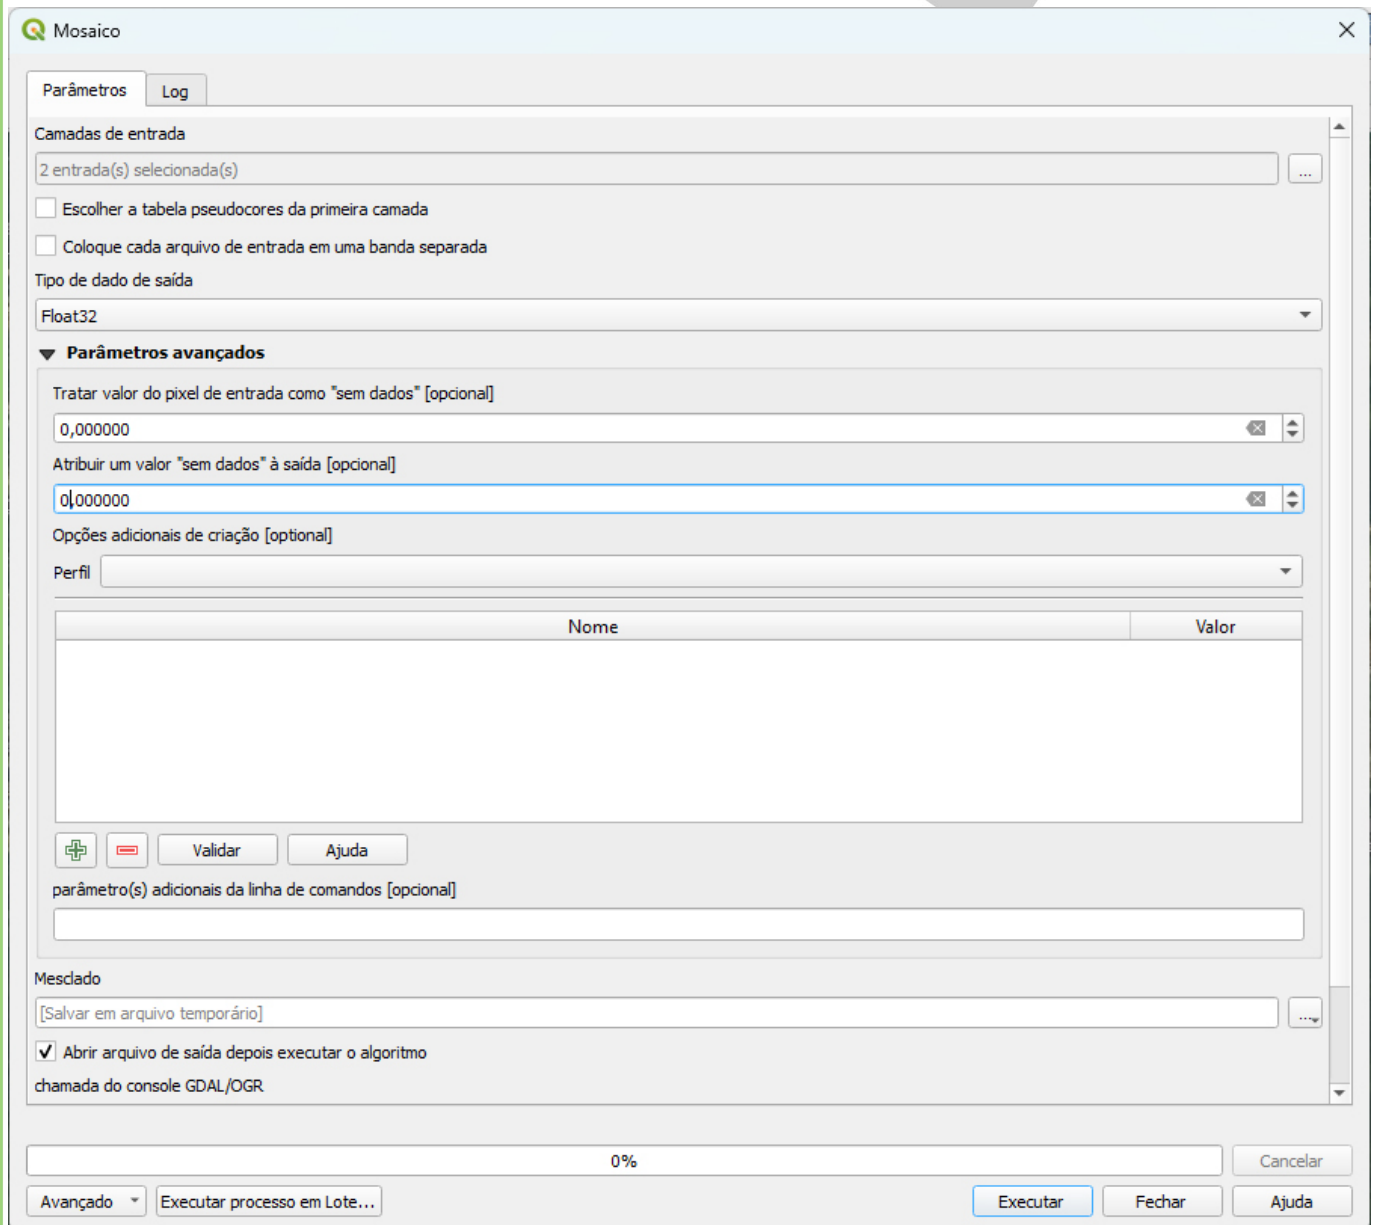 Mosaico
Parâmetros
Log
Camadas de entrada
2 entrada(s) selecionada(s)
...
Escolher a tabela pseudocores da primeira camada
Coloque cada arquivo de entrada em uma banda separada
Tipo de dado de saída
Float32
Parâmetros avançados
Tratar valor do pixel de entrada como "sem dados" [opcional]
0,000000
Atribuir um valor "sem dados" à saída [opcional]
0,000000
Opções adicionais de criação [optional]
Perfil
Nome Valor
Validar Ajuda
parâmetro(s) adicionais da linha de comandos [opcional]
Mesclado
[Salvar em arquivo temporário]
...
Abrir arquivo de saída depois executar o algoritmo
chamada do console GDAL/OGR
0%
Cancelar
Avançado Executar processo em Lote... Executar Fechar Ajuda